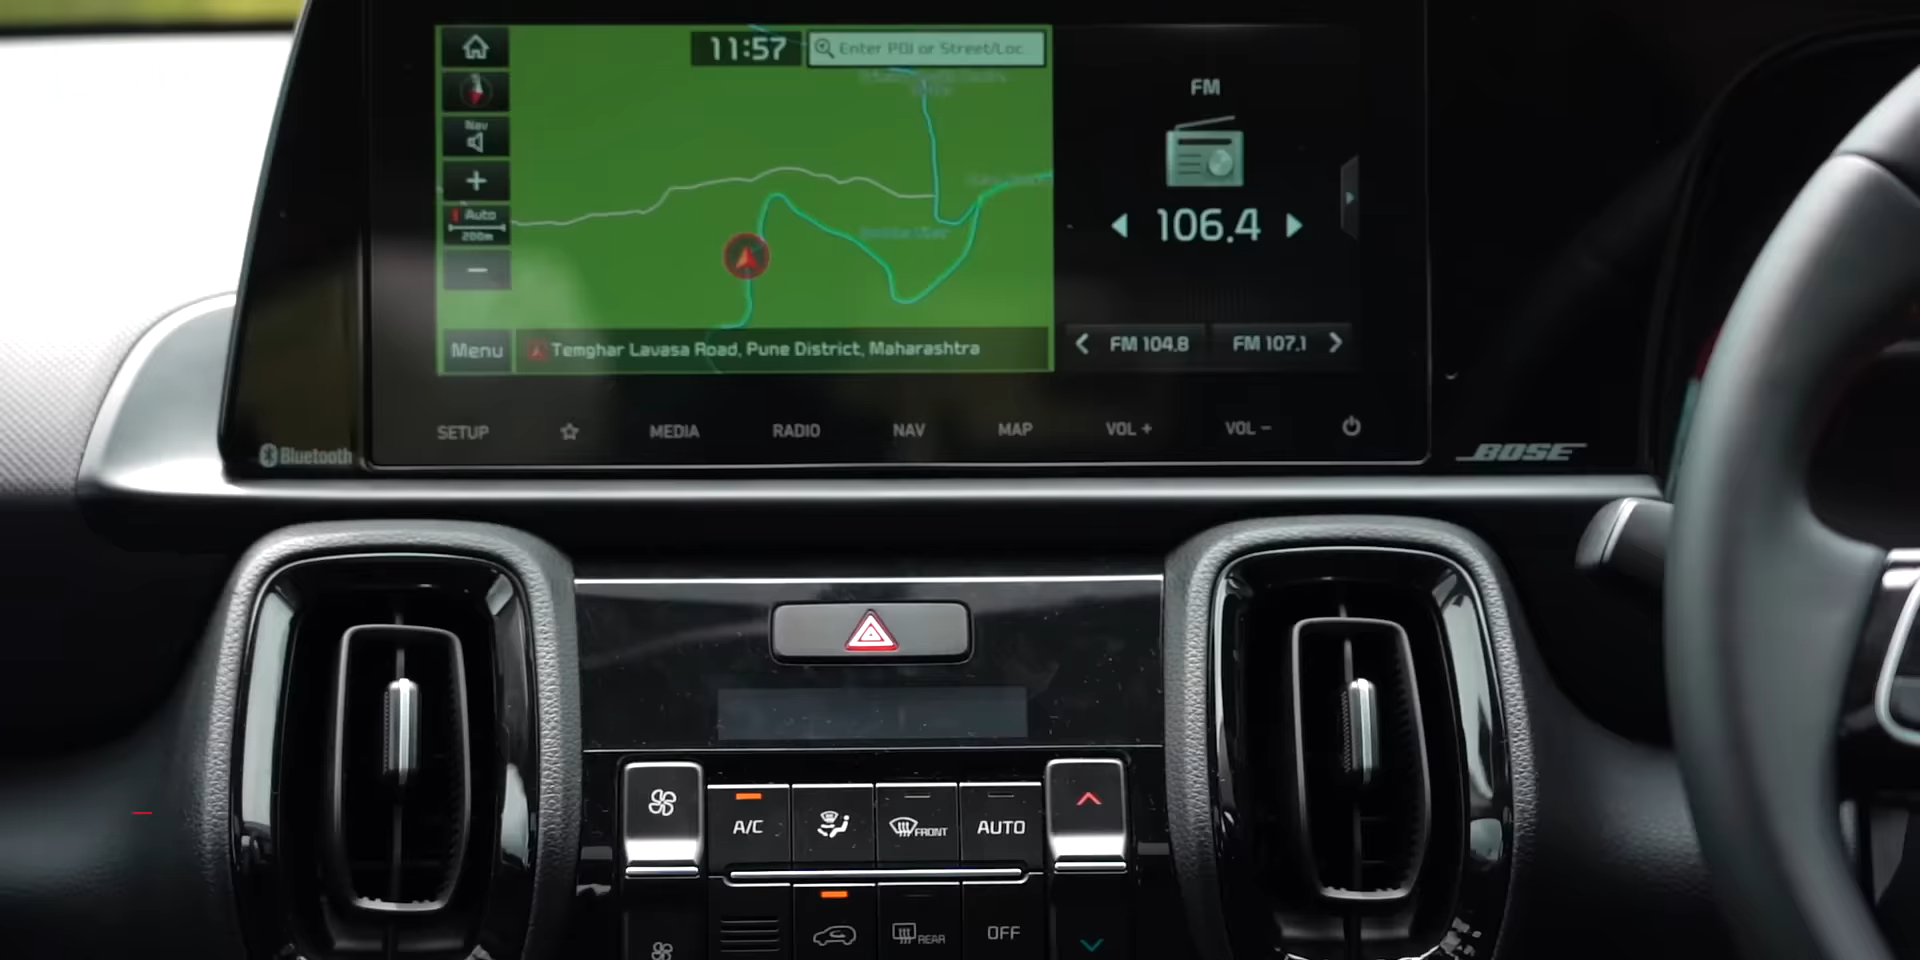 11:57
Enter POI or Street/Loc
FM
Nav
106.4
Auto
200m
Menu
Temghar Lavasa Road, Pune District, Maharashtra
FM 104.8
FM 107.1
SETUP
MEDIA
RADIO
NAV
MAP
VOL +
VOL -
Bluetooth
BOSE
A/C
FRONT
AUTO
REAR
OFF